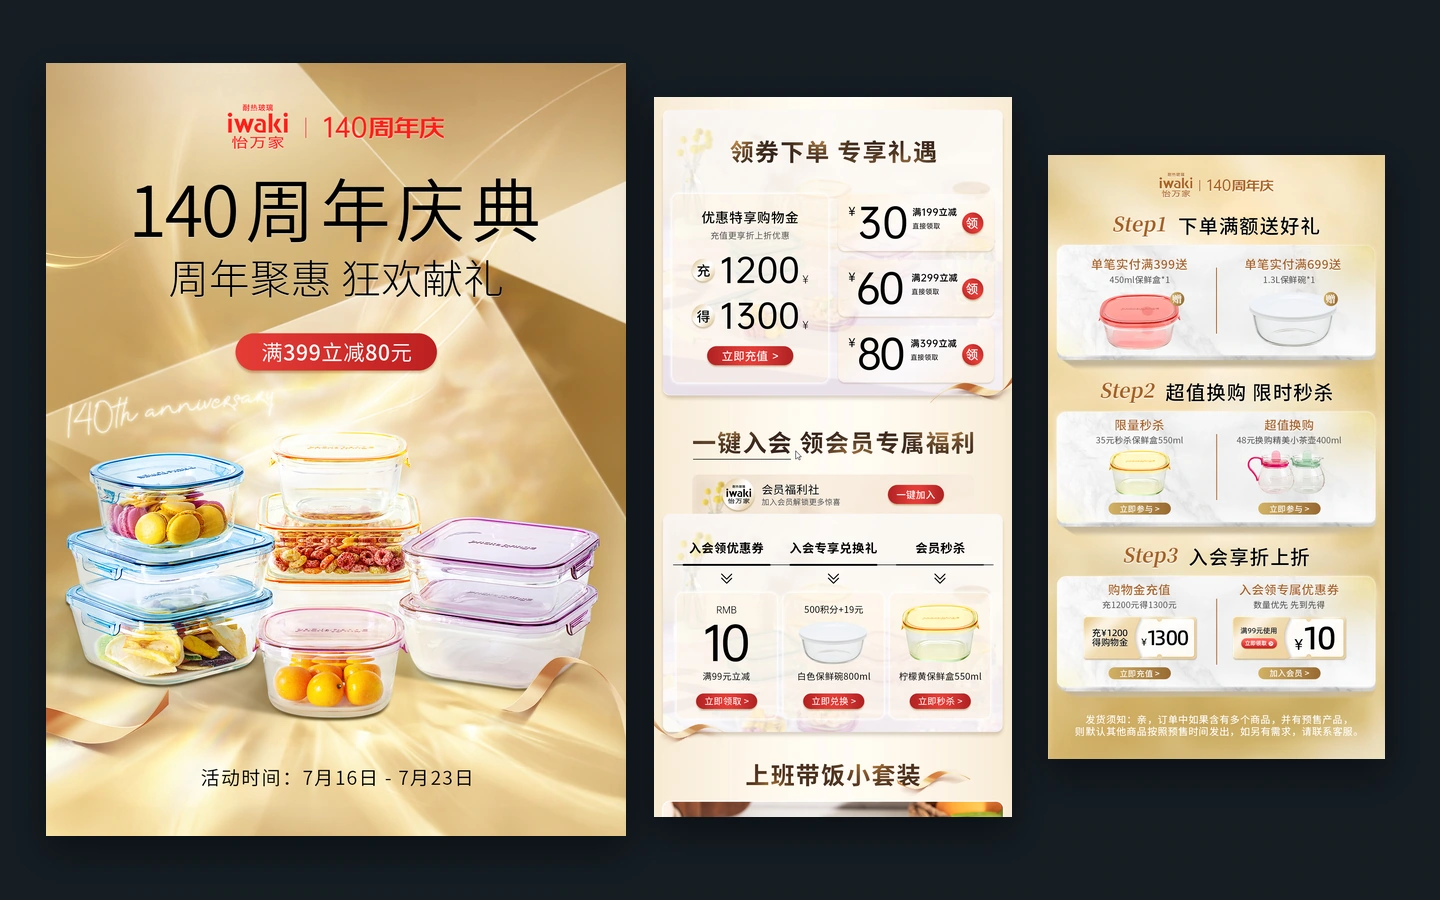 耐热玻璃
iwaki
怡万家
140周年庆
140周年庆典
周年聚惠 狂欢献礼
满399立减80元
140th anniversary
活动时间：7月16日 - 7月23日
领券下单 专享礼遇
优惠特享购物金
充值更享折上折优惠
充 1200 ¥
得 1300 ¥
立即充值 >
¥30 满199立减
直接领取
领
¥60 满299立减
直接领取
领
¥80 满399立减
直接领取
领
一键入会 领会员专属福利
iwaki
怡万家
会员福利社
加入会员解锁更多惊喜
一键加入
入会领优惠券
入会专享兑换礼
会员秒杀
RMB
10
满99元立减
立即领取 >
500积分+19元
白色保鲜碗800ml
立即兑换 >
柠檬黄保鲜盒550ml
立即秒杀 >
上班带饭小套装
耐热玻璃
iwaki
怡万家
140周年庆
Step1 下单满额送好礼
单笔实付满399送
450ml保鲜盒*1
赠
单笔实付满699送
1.3L保鲜碗*1
赠
Step2 超值换购 限时秒杀
限量秒杀
35元秒杀保鲜盒550ml
立即参与 >
超值换购
48元换购精美小茶壶400ml
立即参与 >
Step3 入会享折上折
购物金充值
充1200元得1300元
充¥1200
得购物金
¥1300
立即充值 >
入会领专属优惠券
数量优先 先到先得
满99元使用
立即领取
¥10
加入会员 >
发货须知：亲，订单中如果含有多个商品，并有预售产品，
则默认其他商品按照预售时间发出，如另有需求，请联系客服。